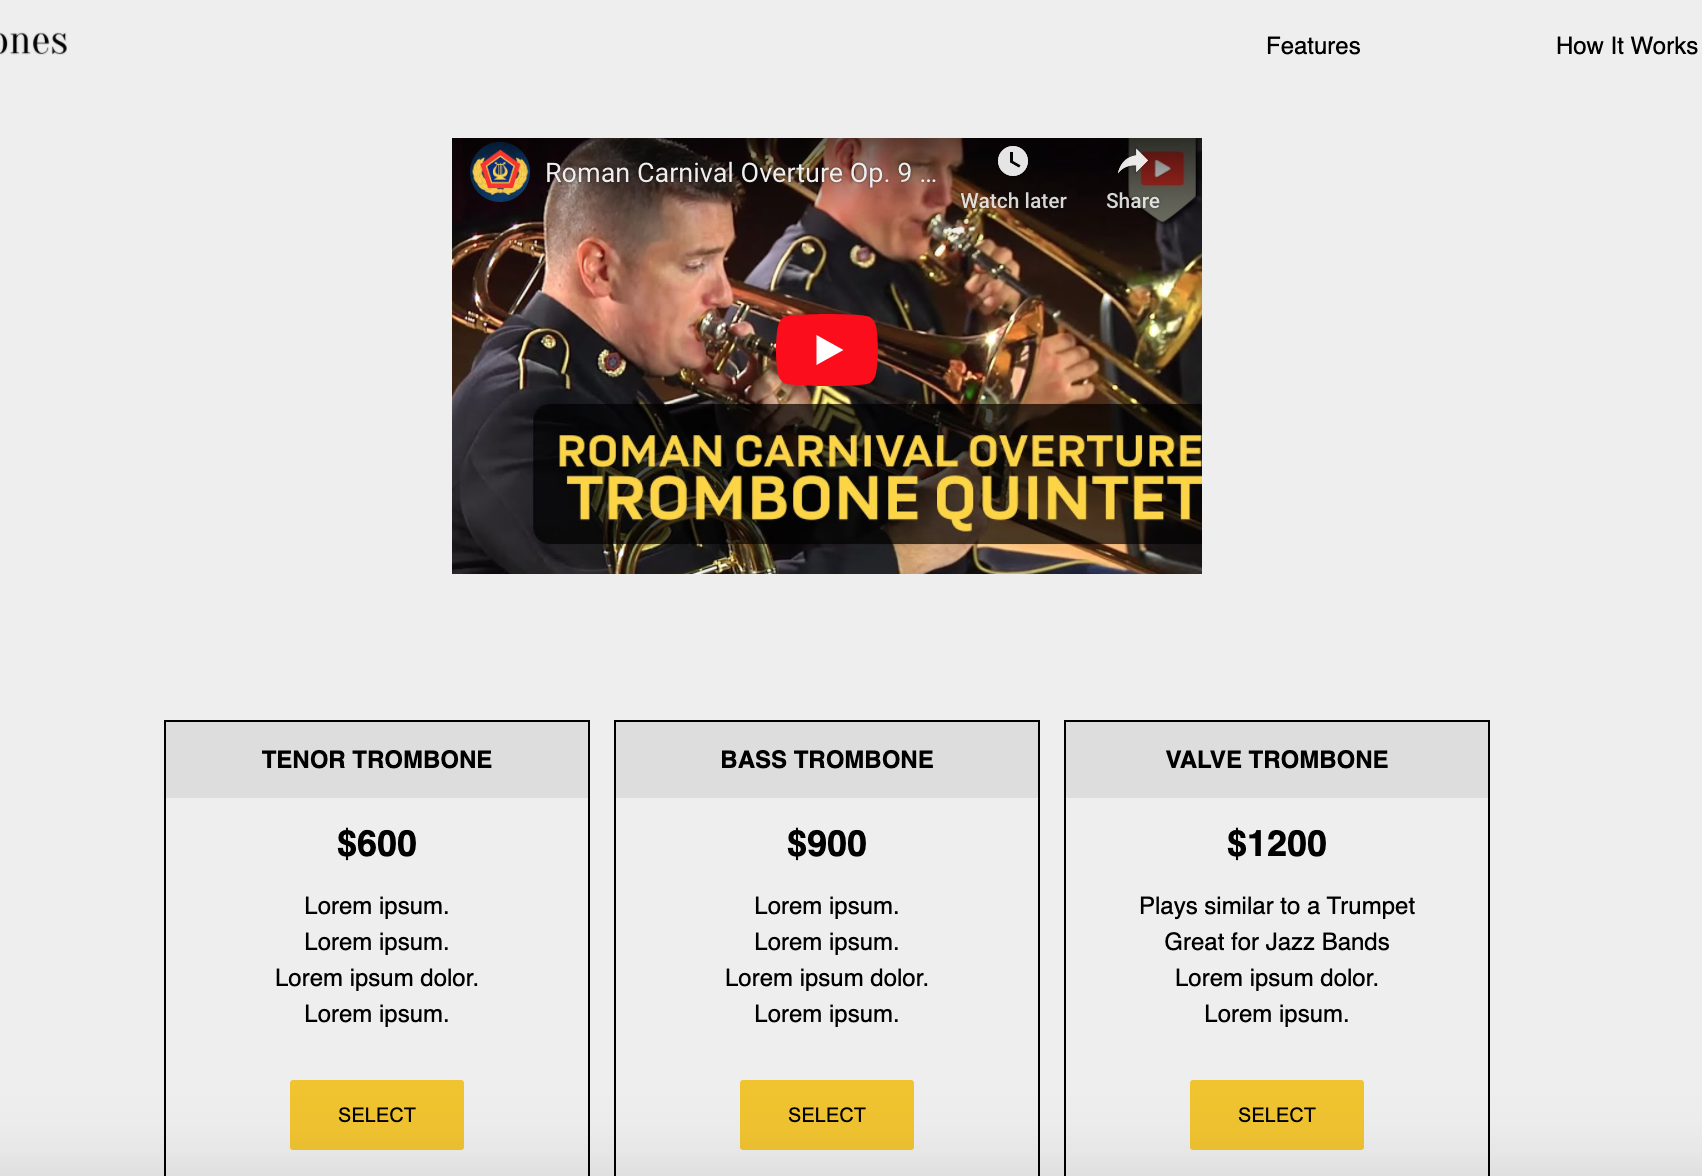 ones
Features
How It Works
Roman Carnival Overture Op. 9 ...
Watch later
Share
ROMAN CARNIVAL OVERTURE
TROMBONE QUINTET
TENOR TROMBONE
$600
Lorem ipsum.
Lorem ipsum.
Lorem ipsum dolor.
Lorem ipsum.
SELECT
BASS TROMBONE
$900
Lorem ipsum.
Lorem ipsum.
Lorem ipsum dolor.
Lorem ipsum.
SELECT
VALVE TROMBONE
$1200
Plays similar to a Trumpet
Great for Jazz Bands
Lorem ipsum dolor.
Lorem ipsum.
SELECT